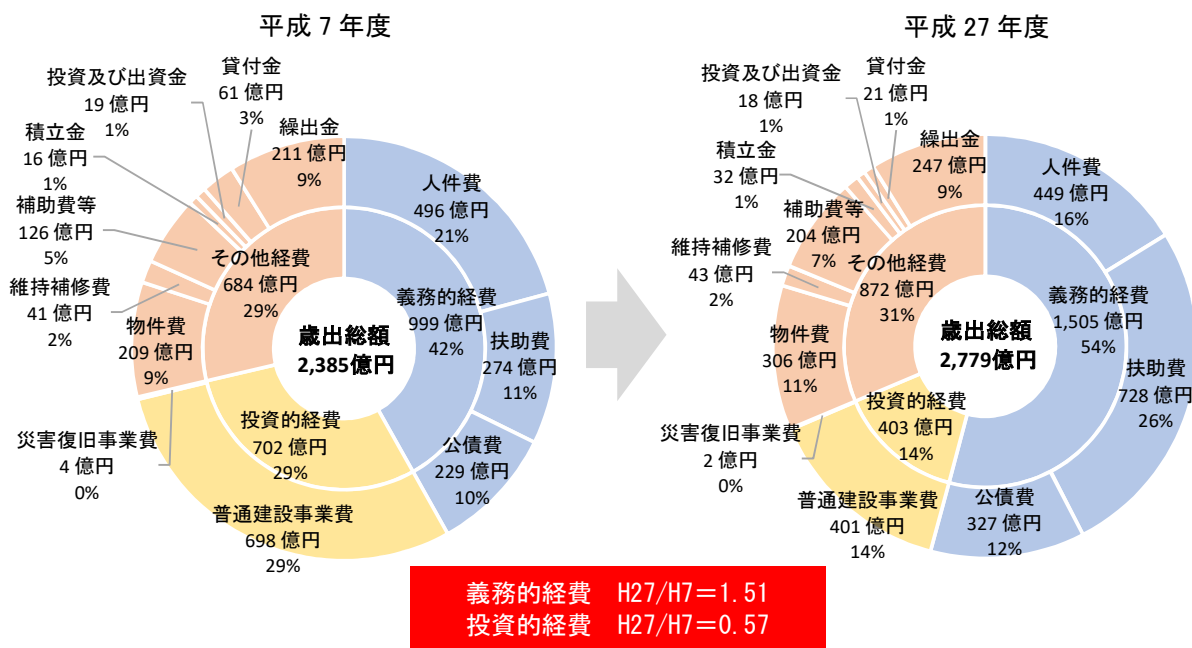 平成 7 年度
投資及び出資金
19 億円
1%
貸付金
61 億円
3%
積立金
16 億円
1%
繰出金
211 億円
9%
補助費等
126 億円
5%
維持補修費
41 億円
2%
物件費
209 億円
9%
その他経費
684 億円
29%
人件費
496 億円
21%
義務的経費
999 億円
42%
扶助費
274 億円
11%
公債費
229 億円
10%
歳出総額
2,385億円
投資的経費
702 億円
29%
災害復旧事業費
4 億円
0%
普通建設事業費
698 億円
29%
平成 27 年度
投資及び出資金
18 億円
1%
貸付金
21 億円
1%
積立金
32 億円
1%
繰出金
247 億円
9%
補助費等
204 億円
7%
維持補修費
43 億円
2%
物件費
306 億円
11%
その他経費
872 億円
31%
人件費
449 億円
16%
義務的経費
1,505 億円
54%
扶助費
728 億円
26%
公債費
327 億円
12%
歳出総額
2,779億円
投資的経費
403 億円
14%
災害復旧事業費
2 億円
0%
普通建設事業費
401 億円
14%
義務的経費 H27/H7＝1.51
投資的経費 H27/H7＝0.57